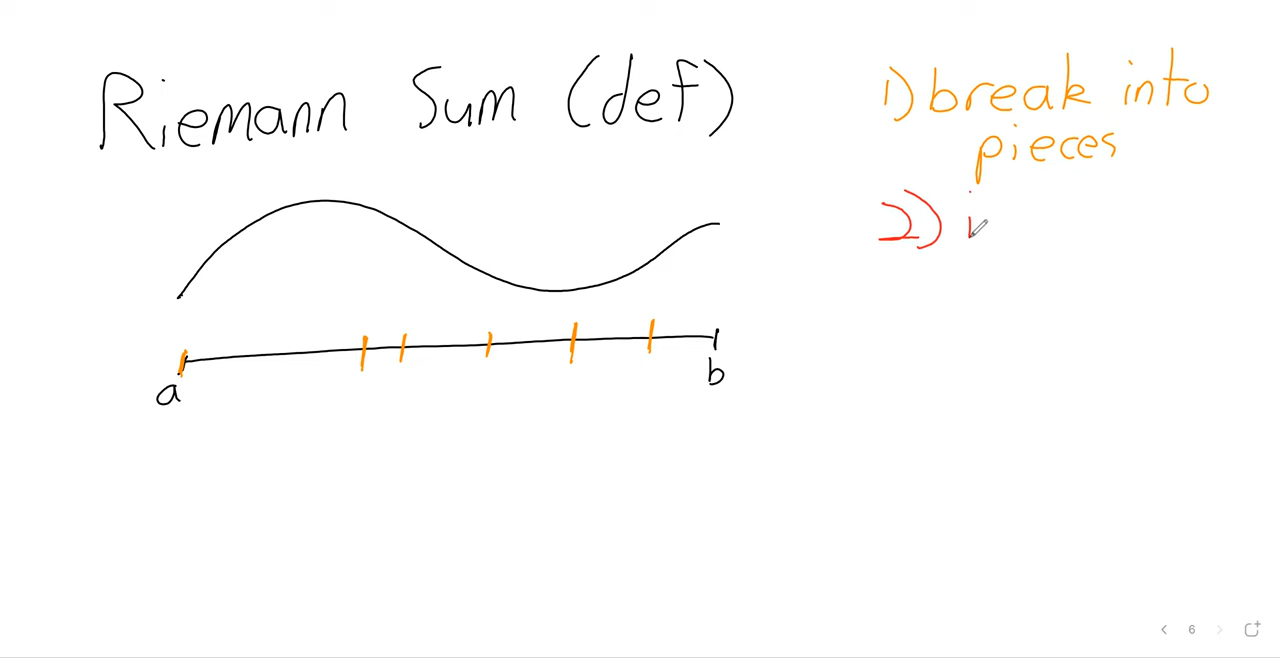 Riemann Sum (def)
1) break into
pieces
2) i
a
b
6